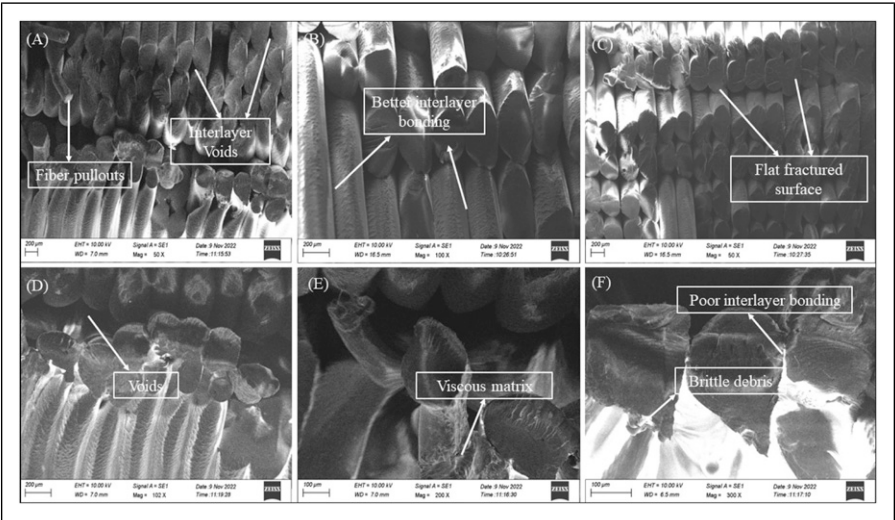 (A)
Interlayer
Voids
Fiber pullouts
200 µm
EHT = 10.00 kV Signal A = SE1 Date :9 Nov 2022
WD = 7.0 mm Mag = 50 X Time :11:15:53
ZEISS
(B)
Better interlayer
bonding
200 µm
EHT = 10.00 kV Signal A = SE1 Date :9 Nov 2022
WD = 16.5 mm Mag = 100 X Time :10:26:51
ZEISS
(C)
Flat fractured
surface
200 µm
EHT = 10.00 kV Signal A = SE1 Date :9 Nov 2022
WD = 16.5 mm Mag = 50 X Time :10:27:35
ZEISS
(D)
Voids
200 µm
EHT = 10.00 kV Signal A = SE1 Date :9 Nov 2022
WD = 7.0 mm Mag = 102 X Time :11:19:28
ZEISS
(E)
Viscous matrix
100 µm
EHT = 10.00 kV Signal A = SE1 Date :9 Nov 2022
WD = 7.0 mm Mag = 200 X Time :11:16:30
ZEISS
(F)
Poor interlayer bonding
Brittle debris
100 µm
EHT = 10.00 kV Signal A = SE1 Date :9 Nov 2022
WD = 6.5 mm Mag = 300 X Time :11:17:10
ZEISS